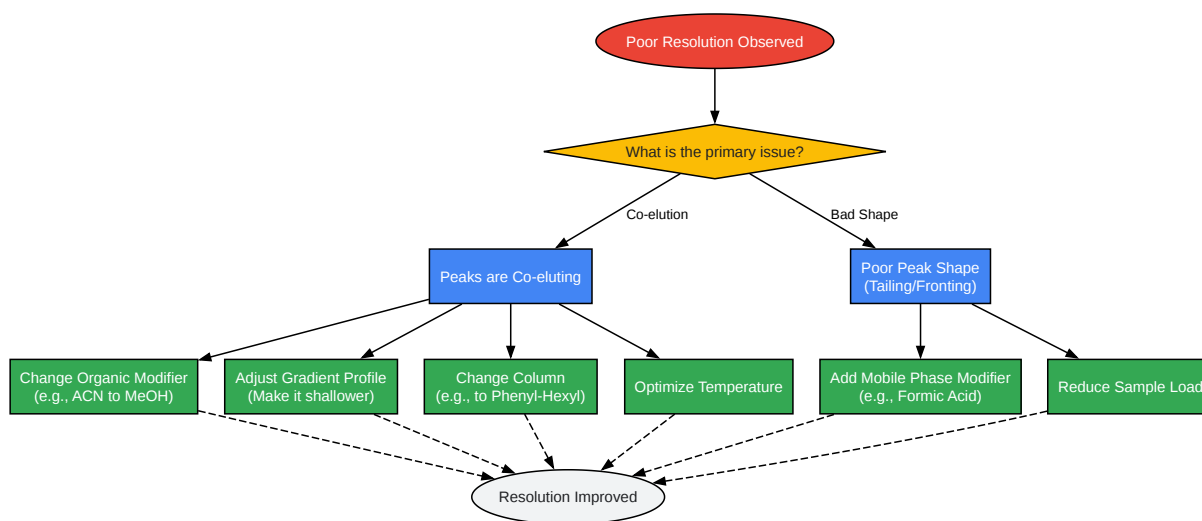 Poor Resolution Observed
What is the primary issue?
Co-elution
Bad Shape
Peaks are Co-eluting
Poor Peak Shape
(Tailing/Fronting)
Change Organic Modifier
(e.g., ACN to MeOH)
Adjust Gradient Profile
(Make it shallower)
Change Column
(e.g., to Phenyl-Hexyl)
Optimize Temperature
Add Mobile Phase Modifier
(e.g., Formic Acid)
Reduce Sample Load
Resolution Improved